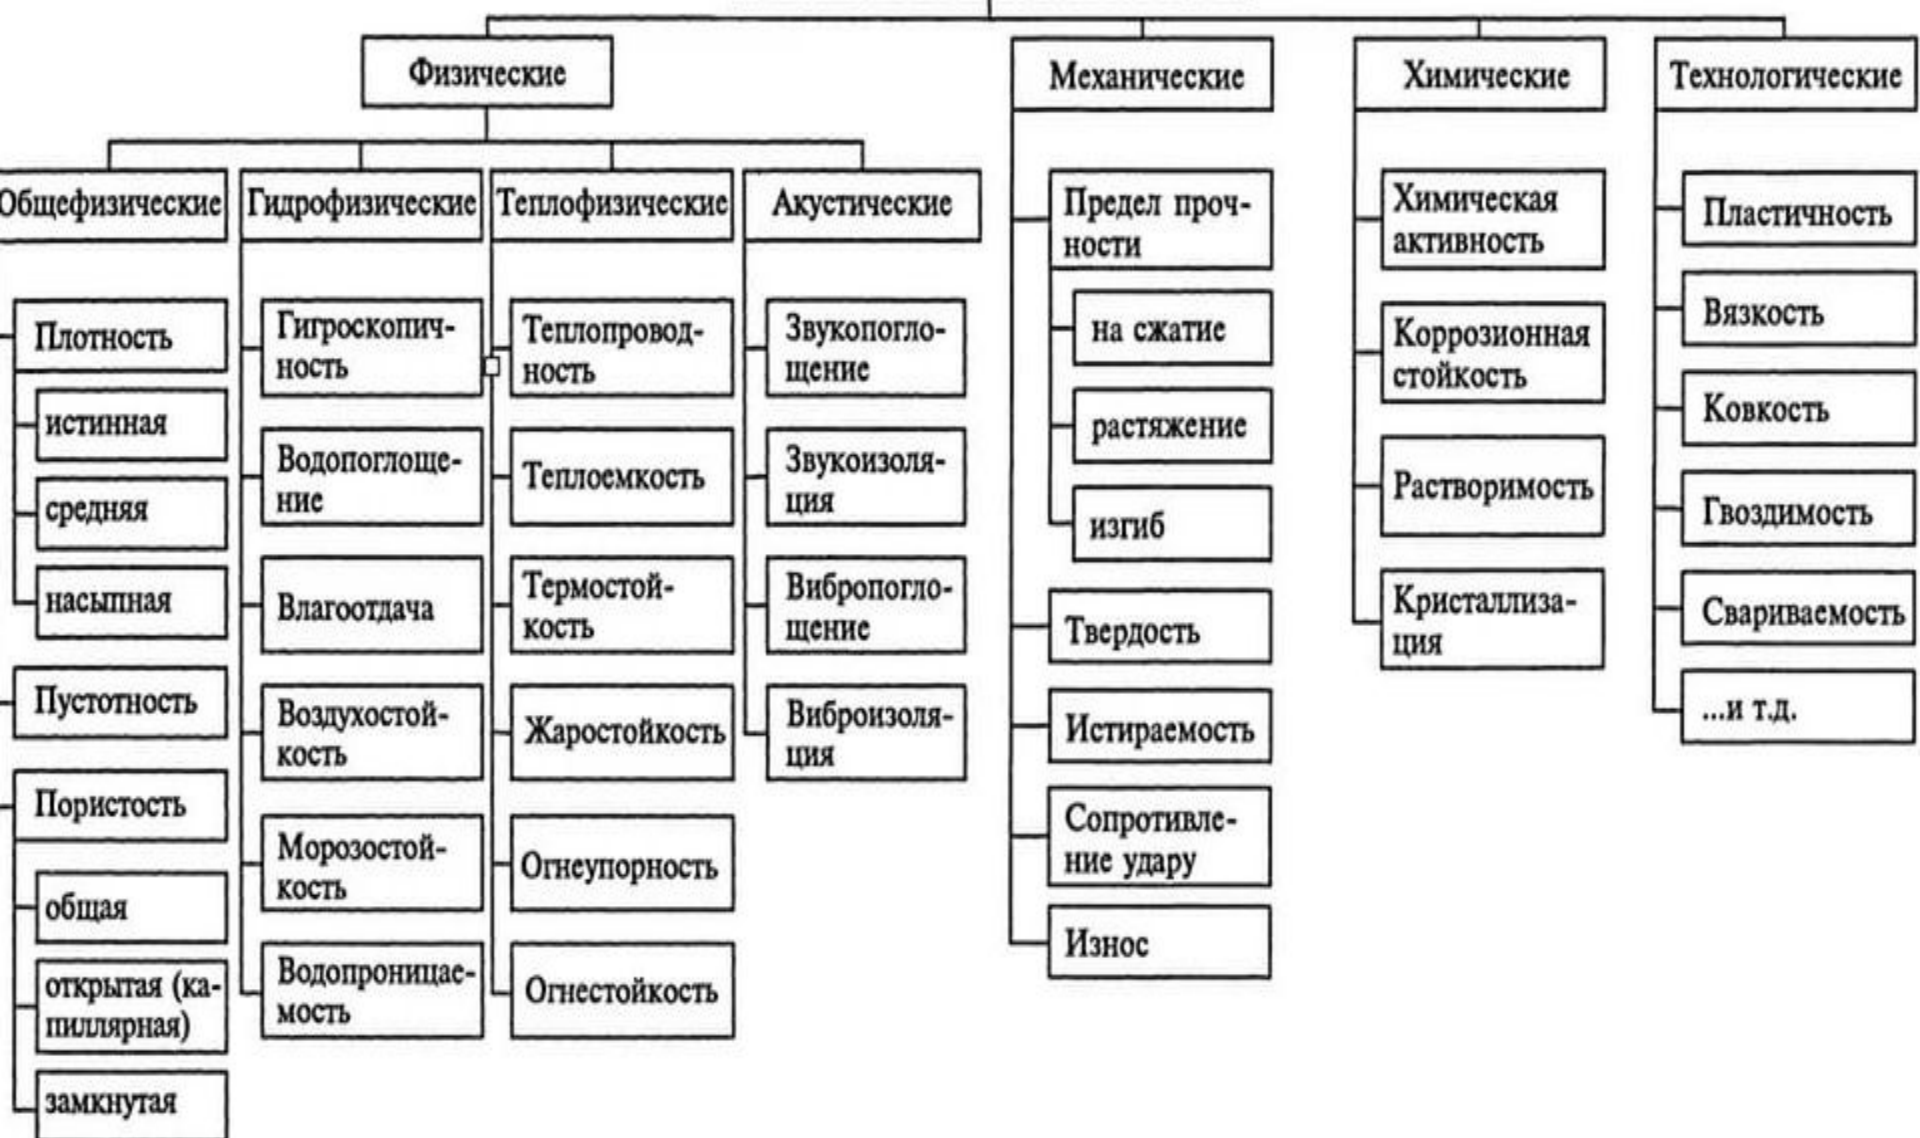 Физические
Механические
Химические
Технологические
Общефизические
Гидрофизические
Теплофизические
Акустические
Плотность
истинная
средняя
насыпная
Пустотность
Пористость
общая
открытая (ка-
пиллярная)
замкнутая
Гигроскопич-
ность
Водопоглоще-
ние
Влагоотдача
Воздухостой-
кость
Морозостой-
кость
Водопроницае-
мость
Теплопровод-
ность
Теплоемкость
Термостой-
кость
Жаростойкость
Огнеупорность
Огнестойкость
Звукопогло-
щение
Звукоизоля-
ция
Вибропогло-
щение
Виброизоля-
ция
Предел проч-
ности
на сжатие
растяжение
изгиб
Твердость
Истираемость
Сопротивле-
ние удару
Износ
Химическая
активность
Коррозионная
стойкость
Растворимость
Кристаллиза-
ция
Пластичность
Вязкость
Ковкость
Гвоздимость
Свариваемость
...и т.д.